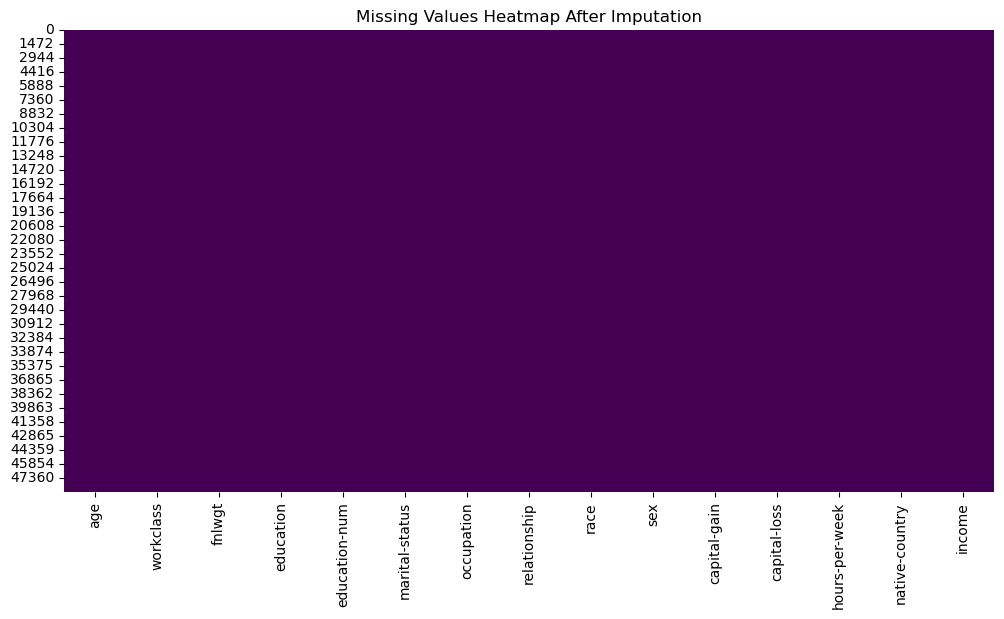 Missing Values Heatmap After Imputation
0
1472
2944
4416
5888
7360
8832
10304
11776
13248
14720
16192
17664
19136
20608
22080
23552
25024
26496
27968
29440
30912
32384
33874
35375
36865
38362
39863
41358
42865
44359
45854
47360
age
workclass
fnlwgt
education
education-num
marital-status
occupation
relationship
race
sex
capital-gain
capital-loss
hours-per-week
native-country
income